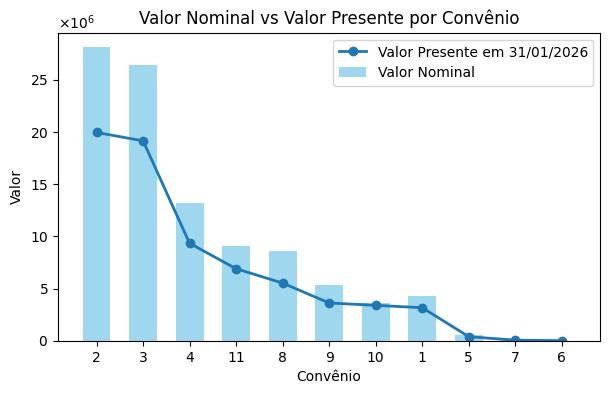 Valor Nominal vs Valor Presente por Convênio
×10⁶
Valor Presente em 31/01/2026
Valor Nominal
25
20
15
10
5
0
Valor
2 3 4 11 8 9 10 1 5 7 6
Convênio